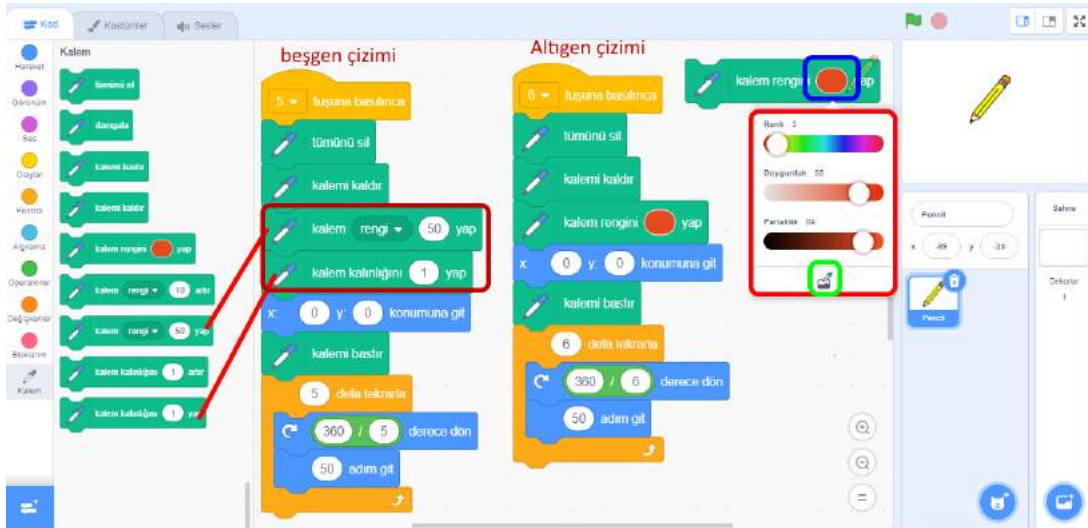 Kod
Kostümler
Sesler
Kalem
Hareket
Görünüm
Ses
Olaylar
Kontrol
Algılama
Operatörler
Değişkenler
Bloklarım
Kalem
tümünü sil
damgala
kalemi bastır
kalemi kaldır
kalem rengini yap
kalem rengi 10 artır
kalem rengi 50 yap
kalem kalınlığını 1 artır
kalem kalınlığını 1 yap
beşgen çizimi
5 tuşuna basılınca
tümünü sil
kalemi kaldır
kalem rengi 50 yap
kalem kalınlığını 1 yap
x: 0 y: 0 konumuna git
kalemi bastır
5 defa tekrarla
360 / 5 derece dön
50 adım git
Altıgen çizimi
6 tuşuna basılınca
tümünü sil
kalemi kaldır
kalem rengini yap
x: 0 y: 0 konumuna git
kalemi bastır
6 defa tekrarla
360 / 6 derece dön
50 adım git
kalem rengini yap
Renk 3
Doygunluk
Parlaklık
Pencil
x y
Pencil
Sahne
Dekorlar
1